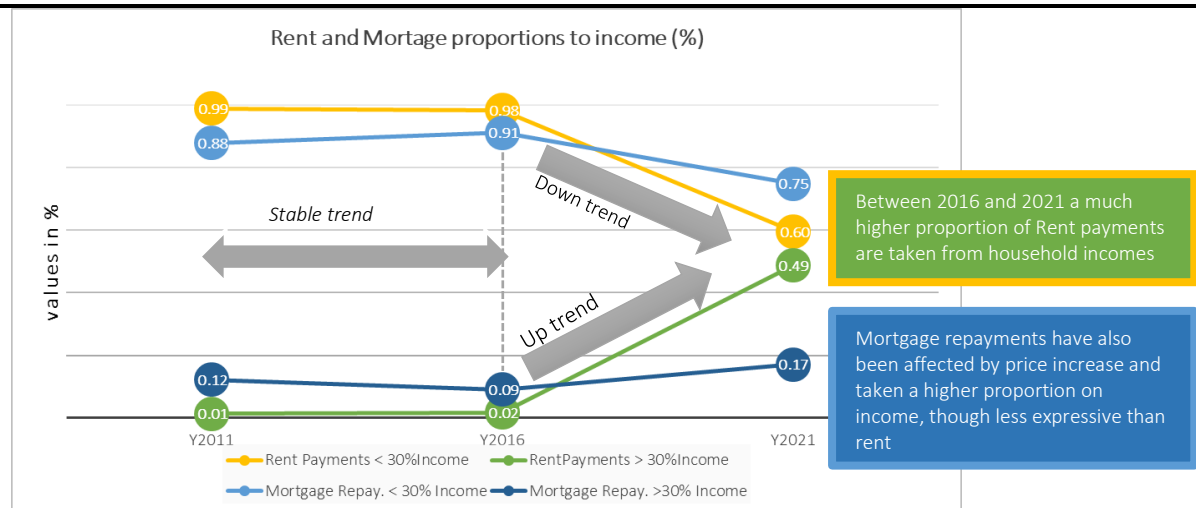 Rent and Mortage proportions to income (%)
values in %
0.99
0.98
0.88
0.91
0.75
0.60
0.49
0.12
0.09
0.17
0.01
0.02
Stable trend
Down trend
Up trend
Y2011
Y2016
Y2021
Rent Payments < 30%Income
RentPayments > 30%Income
Mortgage Repay. < 30% Income
Mortgage Repay. >30% Income
Between 2016 and 2021 a much
higher proportion of Rent payments
are taken from household incomes
Mortgage repayments have also
been affected by price increase and
taken a higher proportion on
income, though less expressive than
rent